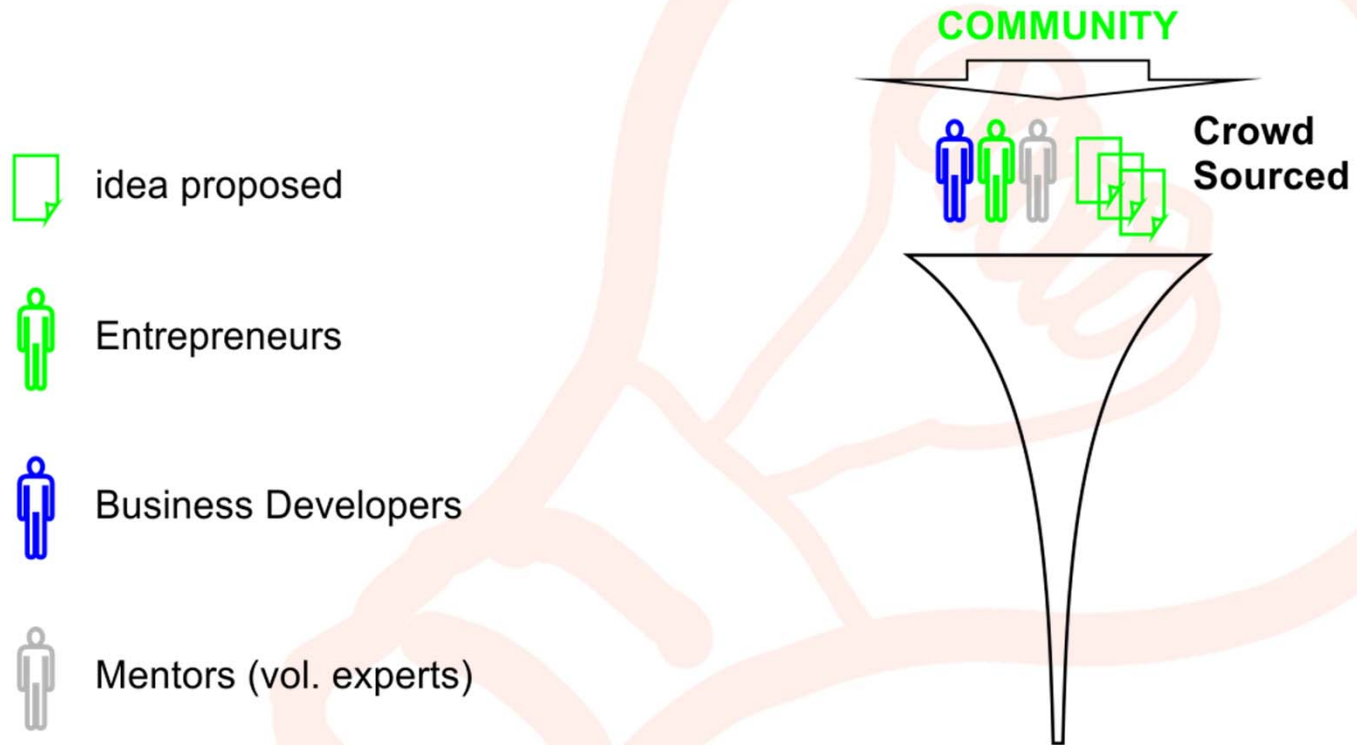 COMMUNITY
Crowd
Sourced
idea proposed
Entrepreneurs
Business Developers
Mentors (vol. experts)